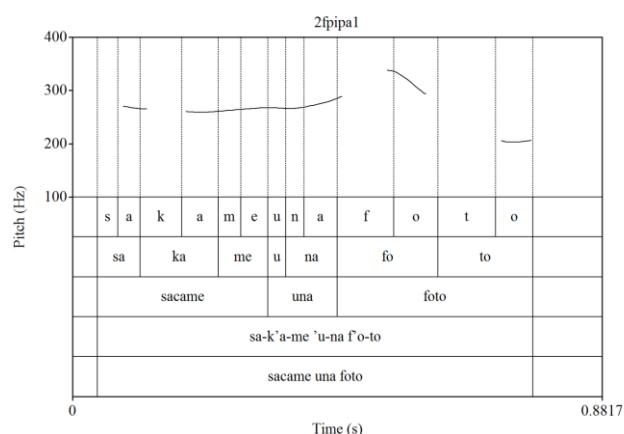 2fpipa1
400
300
200
100
Pitch (Hz)
s a k a m e u n a f o t o
sa ka me u na fo to
sacame una foto
sa-k'a-me 'u-na f'o-to
sacame una foto
0 0.8817
Time (s)